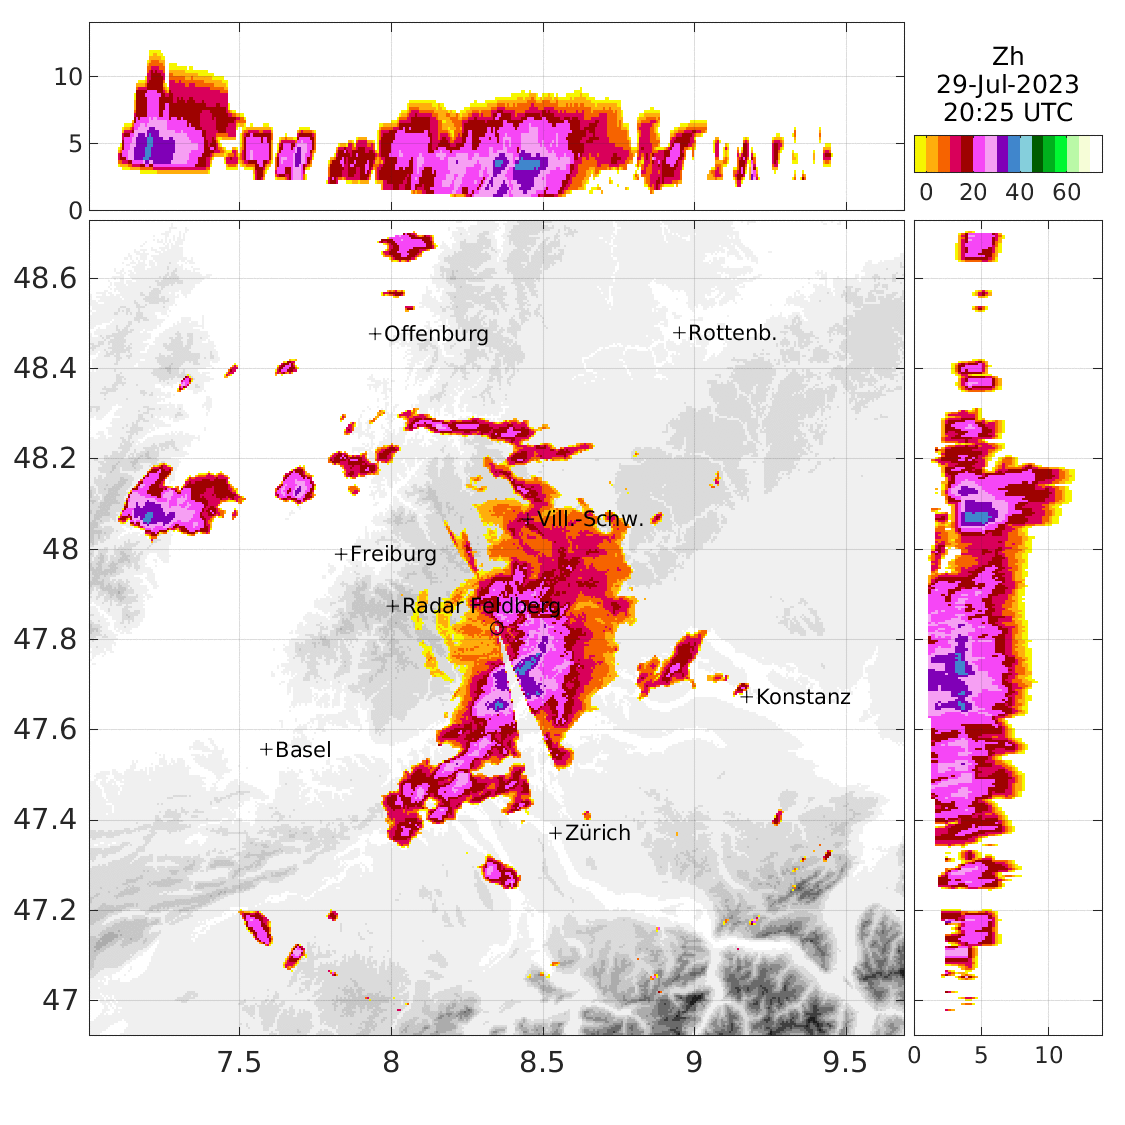 10
5
0
Zh
29-Jul-2023
20:25 UTC
0 20 40 60
48.6
48.4
48.2
48
47.8
47.6
47.4
47.2
47
+Offenburg
+Rottenb.
+Vill.-Schw.
+Freiburg
+Radar Feldberg
+Konstanz
+Basel
+Zürich
7.5 8 8.5 9 9.5
0 5 10